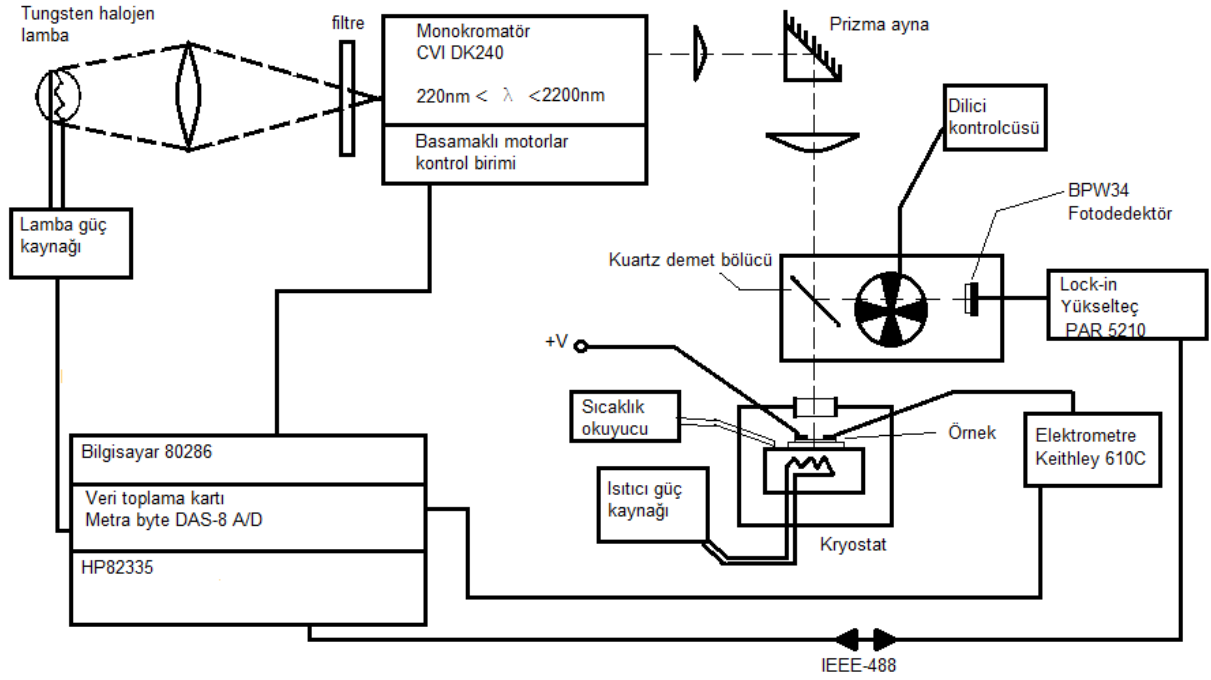 Tungsten halojen
lamba
filtre
Monokromatör
CVI DK240
220nm < λ <2200nm
Basamaklı motorlar
kontrol birimi
Prizma ayna
Dilici
kontrolcüsü
BPW34
Fotodedektör
Lamba güç
kaynağı
Kuartz demet bölücü
Lock-in
Yükselteç
PAR 5210
+V
Sıcaklık
okuyucu
Örnek
Elektrometre
Keithley 610C
Bilgisayar 80286
Veri toplama kartı
Metra byte DAS-8 A/D
HP82335
Isıtıcı güç
kaynağı
Kryostat
IEEE-488